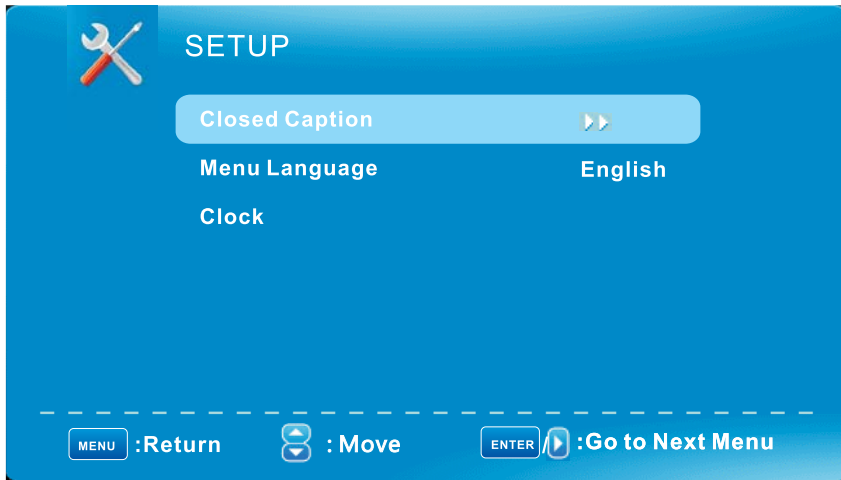 SETUP
Closed Caption
Menu Language English
Clock
MENU :Return : Move ENTER / :Go to Next Menu